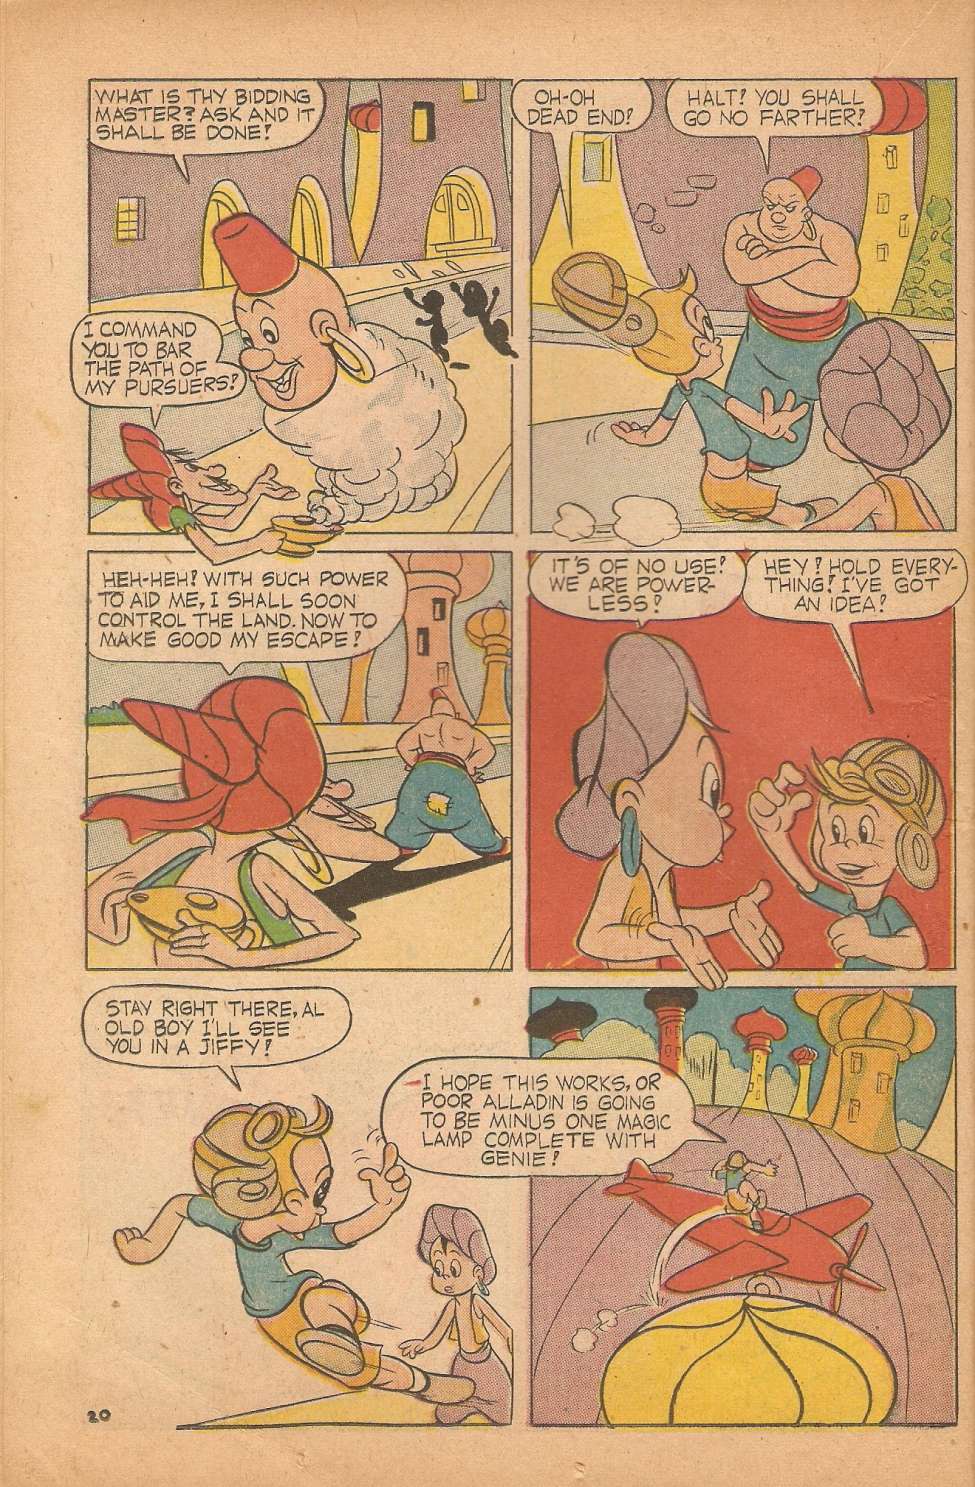 WHAT IS THY BIDDING
MASTER? ASK AND IT
SHALL BE DONE!
I COMMAND
YOU TO BAR
THE PATH OF
MY PURSUERS!
OH-OH
DEAD END!
HALT! YOU SHALL
GO NO FARTHER!
HEH-HEH! WITH SUCH POWER
TO AID ME, I SHALL SOON
CONTROL THE LAND. NOW TO
MAKE GOOD MY ESCAPE!
IT'S OF NO USE!
WE ARE POWER-
LESS!
HEY! HOLD EVERY-
THING! I'VE GOT
AN IDEA!
STAY RIGHT THERE, AL
OLD BOY I'LL SEE
YOU IN A JIFFY!
I HOPE THIS WORKS, OR
POOR ALLADIN IS GOING
TO BE MINUS ONE MAGIC
LAMP COMPLETE WITH
GENIE!
20